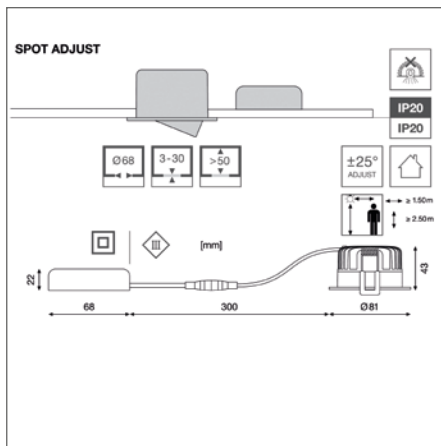 SPOT ADJUST
IP20
IP20
Ø68
3-30
>50
±25°
ADJUST
≥ 1.50m
≥ 2.50m
III
[mm]
22
43
68
300
Ø81